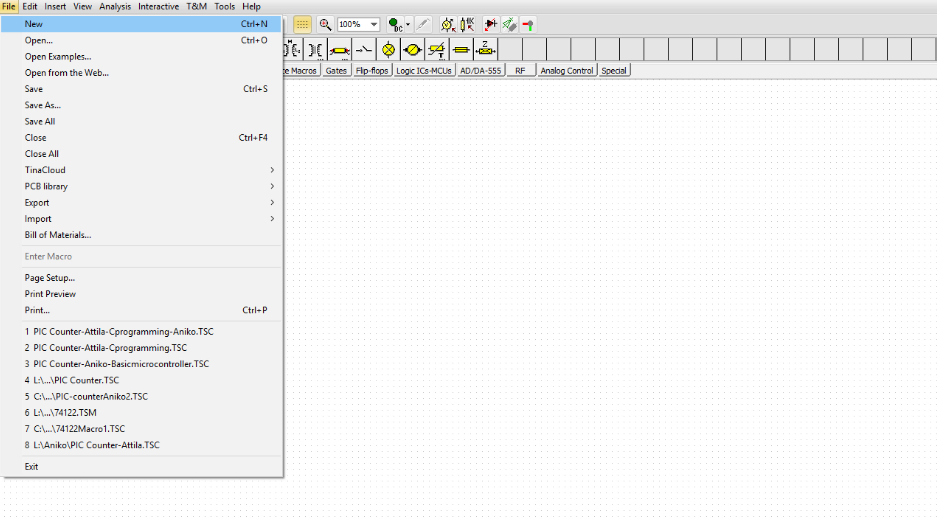 File Edit Insert View Analysis Interactive T&M Tools Help
New Ctrl+N
100% DC
Open... Ctrl+O
Open Examples...
Open from the Web...
te Macros Gates Flip-flops Logic ICs-MCUs AD/DA-555 RF Analog Control Special
Save Ctrl+S
Save As...
Save All
Close Ctrl+F4
Close All
TinaCloud
PCB library
Export
Import
Bill of Materials...
Enter Macro
Page Setup...
Print Preview
Print... Ctrl+P
1 PIC Counter-Attila-Cprogramming-Aniko.TSC
2 PIC Counter-Attila-Cprogramming.TSC
3 PIC Counter-Aniko-Basicmicrocontroller.TSC
4 L:\...\PIC Counter.TSC
5 C:\...\PIC-counterAniko2.TSC
6 L:\...\74122.TSM
7 C:\...\74122Macro1.TSC
8 L:\Aniko\PIC Counter-Attila.TSC
Exit